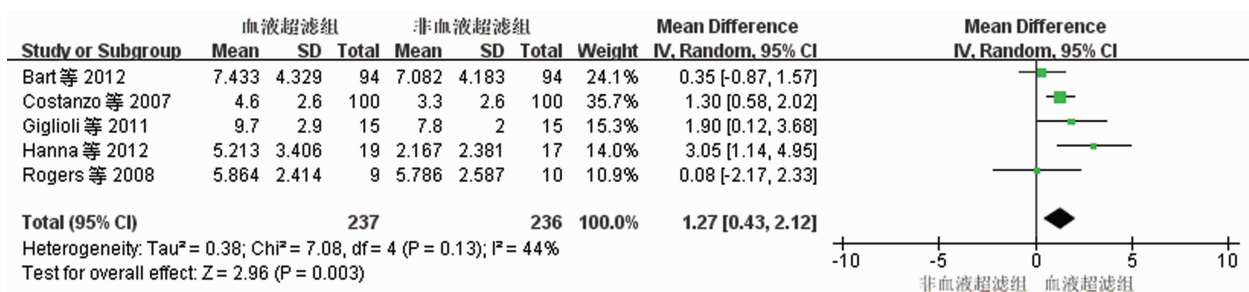 血液超滤组 非血液超滤组 Mean Difference Mean Difference
Study or Subgroup Mean SD Total Mean SD Total Weight IV, Random, 95% CI IV, Random, 95% CI
Bart 等 2012 7.433 4.329 94 7.082 4.183 94 24.1% 0.35 [-0.87, 1.57]
Costanzo 等 2007 4.6 2.6 100 3.3 2.6 100 35.7% 1.30 [0.58, 2.02]
Giglioli 等 2011 9.7 2.9 15 7.8 2 15 15.3% 1.90 [0.12, 3.68]
Hanna 等 2012 5.213 3.406 19 2.167 2.381 17 14.0% 3.05 [1.14, 4.95]
Rogers 等 2008 5.864 2.414 9 5.786 2.587 10 10.9% 0.08 [-2.17, 2.33]
Total (95% CI) 237 236 100.0% 1.27 [0.43, 2.12]
Heterogeneity: Tau² = 0.38; Chi² = 7.08, df = 4 (P = 0.13); I² = 44%
Test for overall effect: Z = 2.96 (P = 0.003)
-10 -5 0 5 10
非血液超滤组 血液超滤组